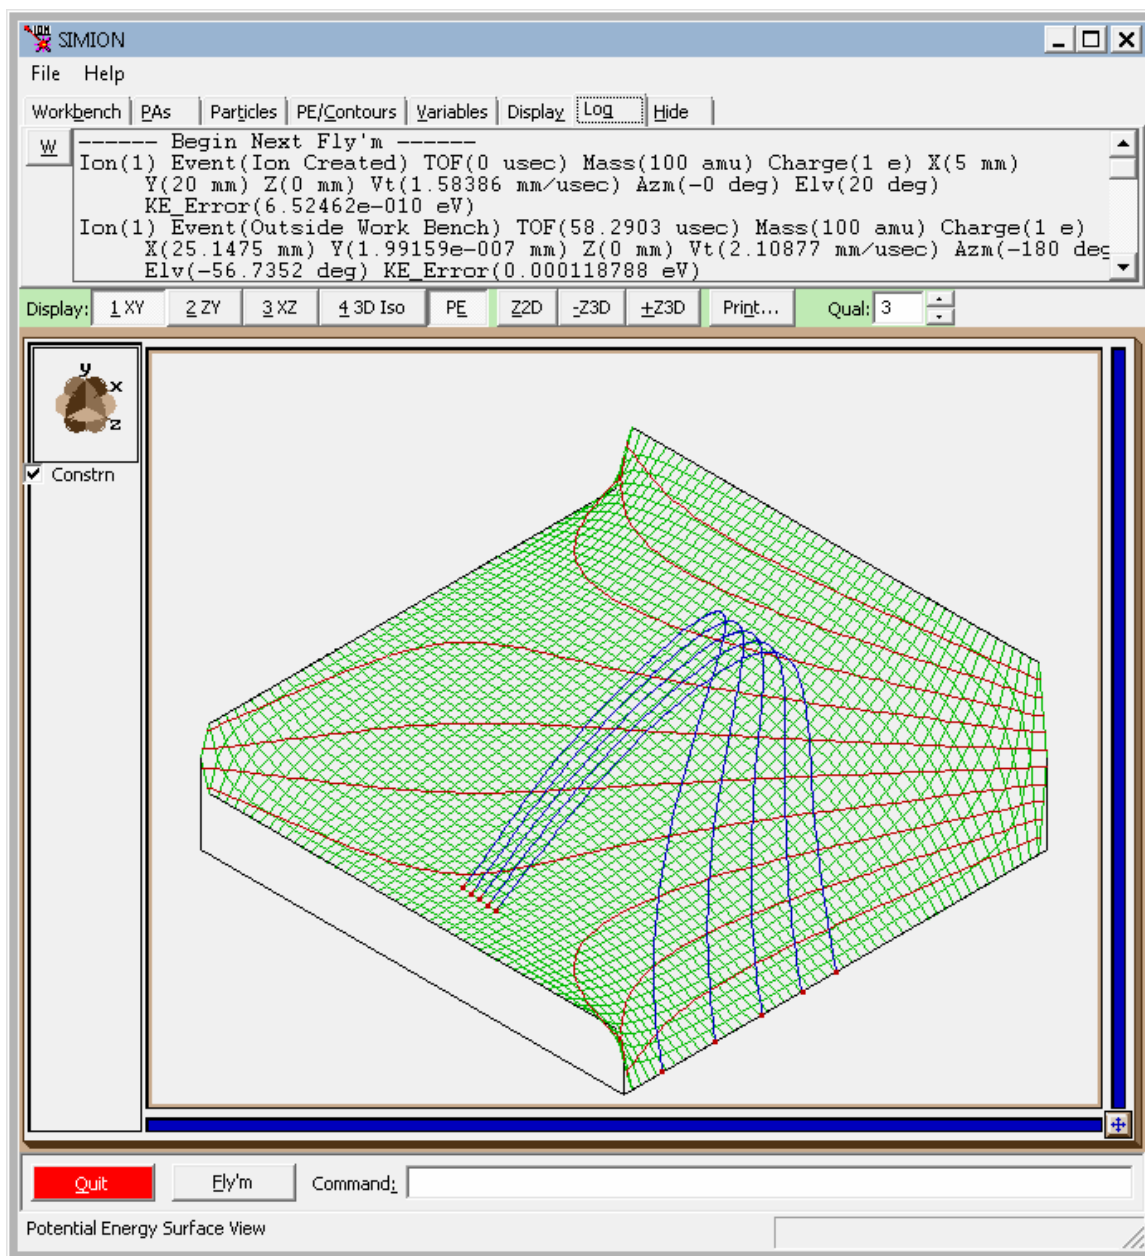 SIMION
File Help
Workbench PAs Particles PE/Contours Variables Display Log Hide
W
------ Begin Next Fly'm ------
Ion(1) Event(Ion Created) TOF(0 usec) Mass(100 amu) Charge(1 e) X(5 mm)
Y(20 mm) Z(0 mm) Vt(1.58386 mm/usec) Azm(-0 deg) Elv(20 deg)
KE_Error(6.52462e-010 eV)
Ion(1) Event(Outside Work Bench) TOF(58.2903 usec) Mass(100 amu) Charge(1 e)
X(25.1475 mm) Y(1.99159e-007 mm) Z(0 mm) Vt(2.10877 mm/usec) Azm(-180 deg
Elv(-56.7352 deg) KE_Error(0.000118788 eV)
Display: 1 XY 2 ZY 3 XZ 4 3D Iso PE Z2D -Z3D +Z3D Print... Qual: 3
y
x
z
Constrn
Quit Fly'm Command:
Potential Energy Surface View